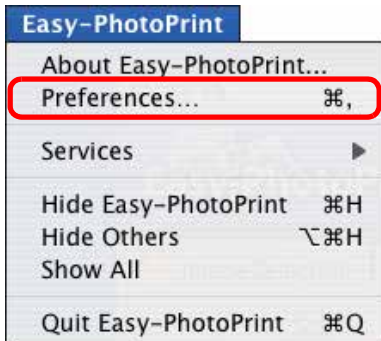 Easy-PhotoPrint
About Easy-PhotoPrint...
Preferences... ⌘,
Services ▶
Hide Easy-PhotoPrint ⌘H
Hide Others ⌥⌘H
Show All
Quit Easy-PhotoPrint ⌘Q